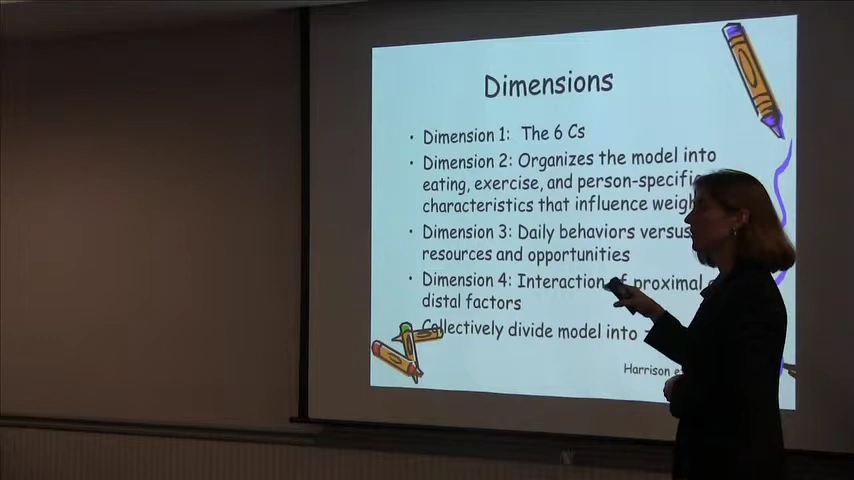 Dimensions
• Dimension 1: The 6 Cs
• Dimension 2: Organizes the model into
eating, exercise, and person-specific
characteristics that influence
• Dimension 3: Daily behaviors versus
resources and opportunities
• Dimension 4: Interaction of proximal
distal factors
• Collectively divide model into
Harrison